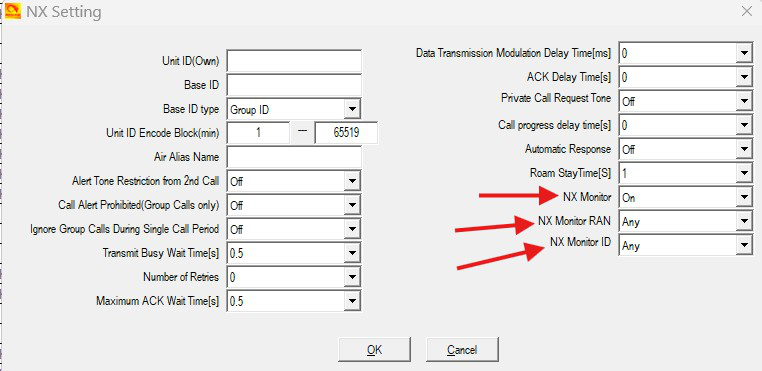 NX Setting
Unit ID(Own)
Base ID
Base ID type Group ID
Unit ID Encode Block(min) 1 — 65519
Air Alias Name
Alert Tone Restriction from 2nd Call Off
Call Alert Prohibited(Group Calls only) Off
Ignore Group Calls During Single Call Period Off
Transmit Busy Wait Time[s] 0.5
Number of Retries 0
Maximum ACK Wait Time[s] 0.5
Data Transmission Modulation Delay Time[ms] 0
ACK Delay Time[s] 0
Private Call Request Tone Off
Call progress delay time[s] 0
Automatic Response Off
Roam StayTime[S] 1
NX Monitor On
NX Monitor RAN Any
NX Monitor ID Any
OK Cancel